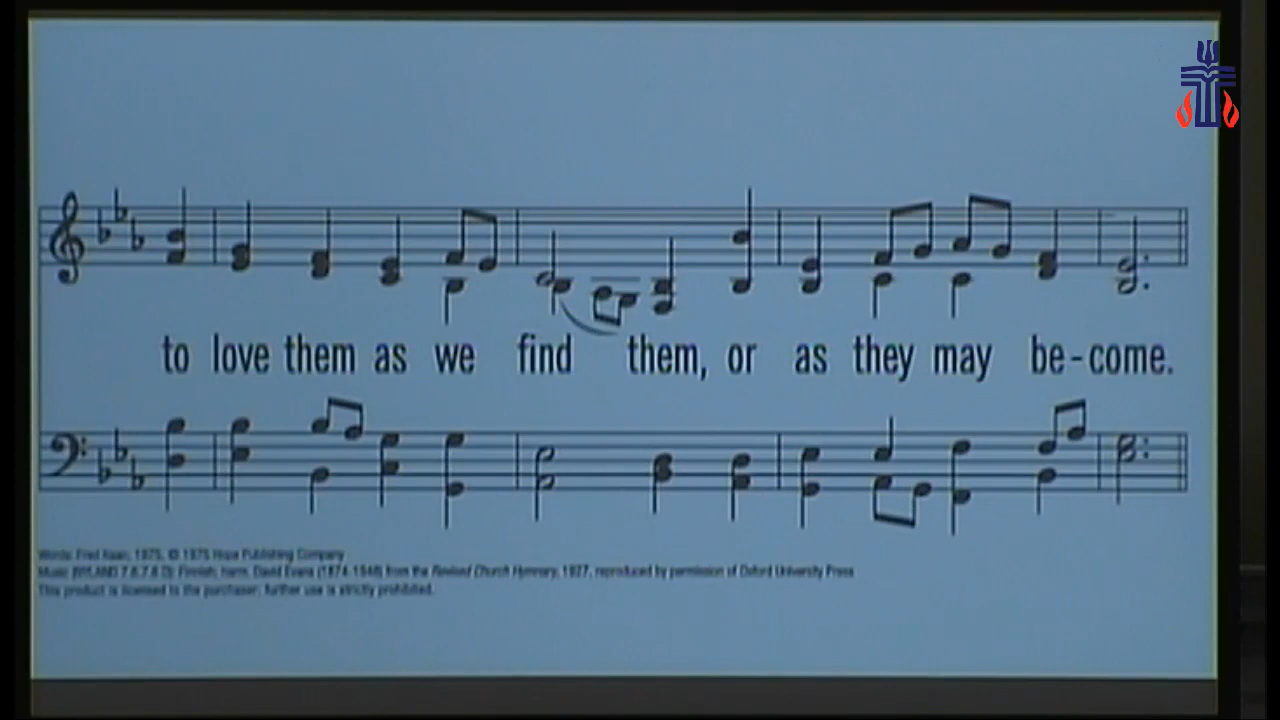 to love them as we find them, or as they may be-come.
Words: Fred Kaan, 1975, © 1975 Hope Publishing Company
Music (NYLAND 7.6.7.6 D): Finnish; harm. David Evans (1874-1948) from the Revised Church Hymnary, 1927, reproduced by permission of Oxford University Press
This product is licensed to the purchaser; further use is strictly prohibited.